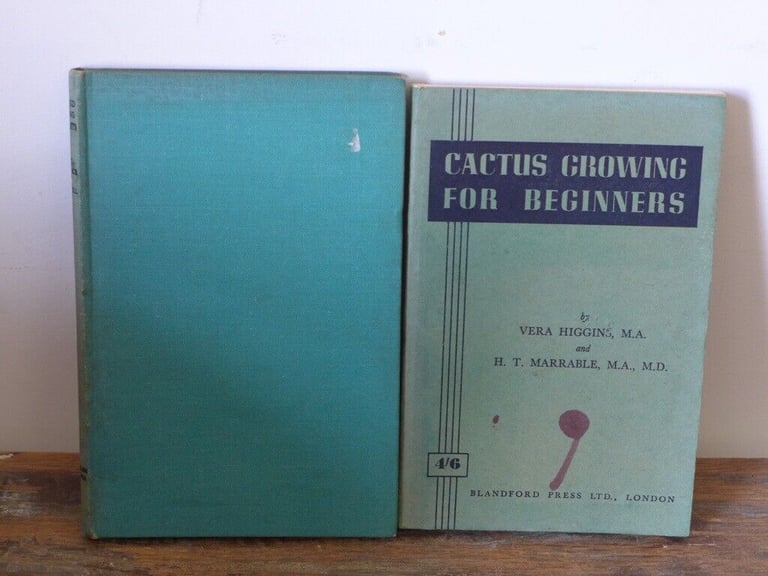 CACTUS GROWING
FOR BEGINNERS
by
VERA HIGGINS, M.A.
and
H. T. MARRABLE, M.A., M.D.
4/6
BLANDFORD PRESS LTD., LONDON